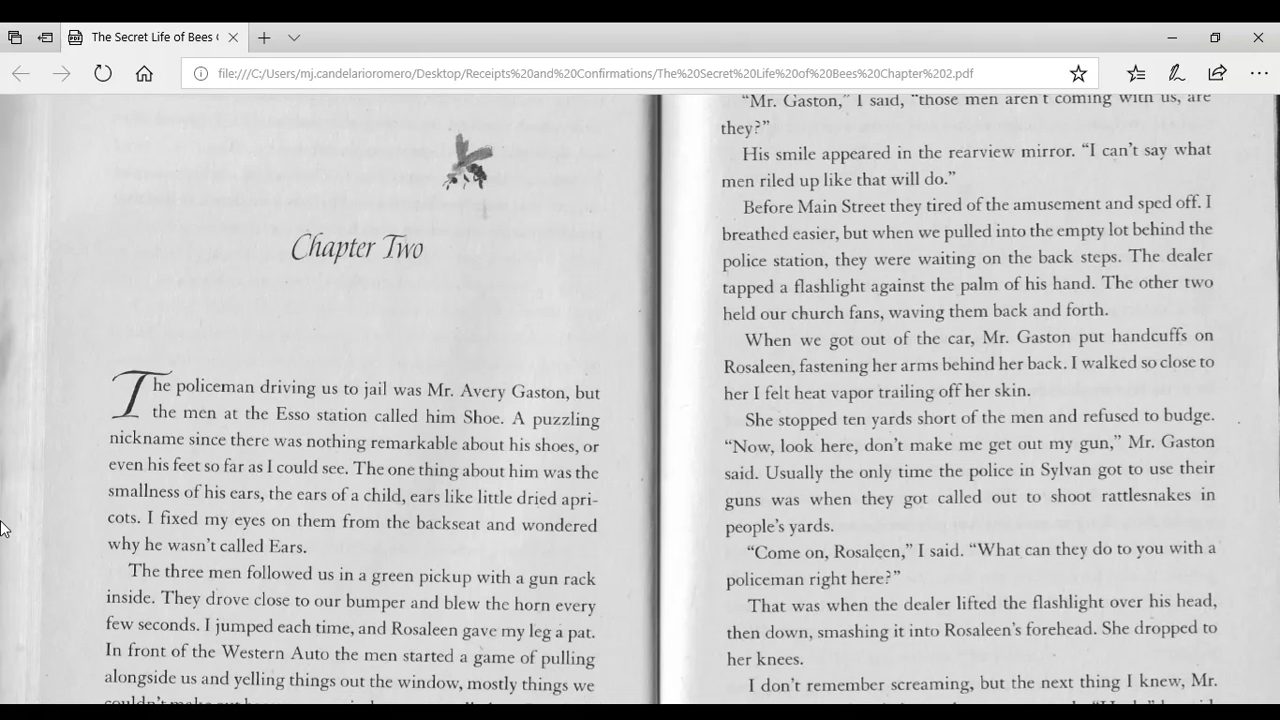 The Secret Life of Bees C
file:///C:/Users/mj.candelarioromero/Desktop/Receipts%20and%20Confirmations/The%20Secret%20Life%20of%20Bees%20Chapter%202.pdf
Chapter Two
The policeman driving us to jail was Mr. Avery Gaston, but
the men at the Esso station called him Shoe. A puzzling
nickname since there was nothing remarkable about his shoes, or
even his feet so far as I could see. The one thing about him was the
smallness of his ears, the ears of a child, ears like little dried apri-
cots. I fixed my eyes on them from the backseat and wondered
why he wasn't called Ears.
The three men followed us in a green pickup with a gun rack
inside. They drove close to our bumper and blew the horn every
few seconds. I jumped each time, and Rosaleen gave my leg a pat.
In front of the Western Auto the men started a game of pulling
alongside us and yelling things out the window, mostly things we
"Mr. Gaston," I said, "those men aren't coming with us, are
they?"
His smile appeared in the rearview mirror. "I can't say what
men riled up like that will do."
Before Main Street they tired of the amusement and sped off. I
breathed easier, but when we pulled into the empty lot behind the
police station, they were waiting on the back steps. The dealer
tapped a flashlight against the palm of his hand. The other two
held our church fans, waving them back and forth.
When we got out of the car, Mr. Gaston put handcuffs on
Rosaleen, fastening her arms behind her back. I walked so close to
her I felt heat vapor trailing off her skin.
She stopped ten yards short of the men and refused to budge.
"Now, look here, don't make me get out my gun," Mr. Gaston
said. Usually the only time the police in Sylvan got to use their
guns was when they got called out to shoot rattlesnakes in
people's yards.
"Come on, Rosaleen," I said. "What can they do to you with a
policeman right here?"
That was when the dealer lifted the flashlight over his head,
then down, smashing it into Rosaleen's forehead. She dropped to
her knees.
I don't remember screaming, but the next thing I knew, Mr.